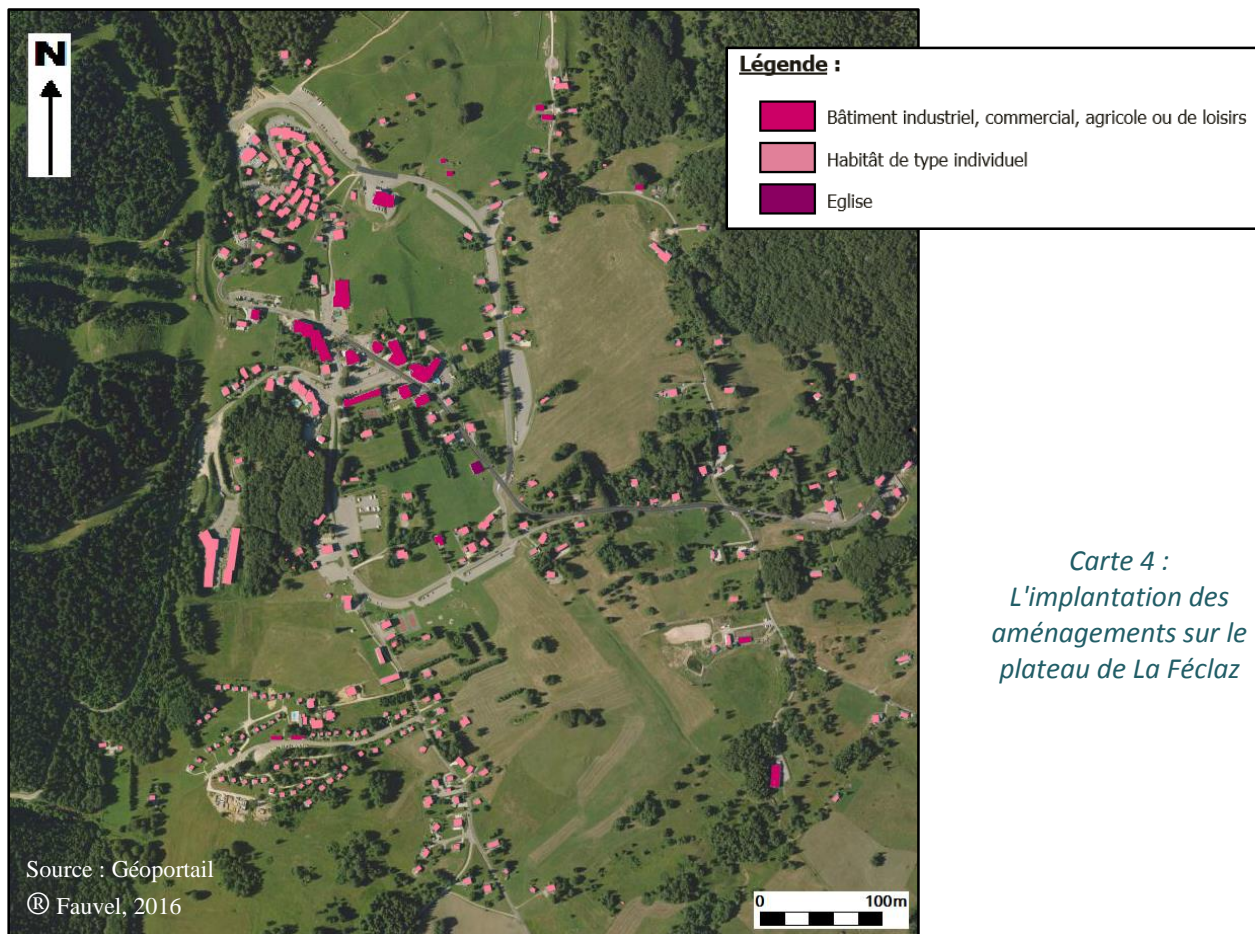 N
Légende :
Bâtiment industriel, commercial, agricole ou de loisirs
Habitât de type individuel
Eglise
Carte 4 :
L'implantation des
aménagements sur le
plateau de La Féclaz
Source : Géoportail
® Fauvel, 2016
0 100m